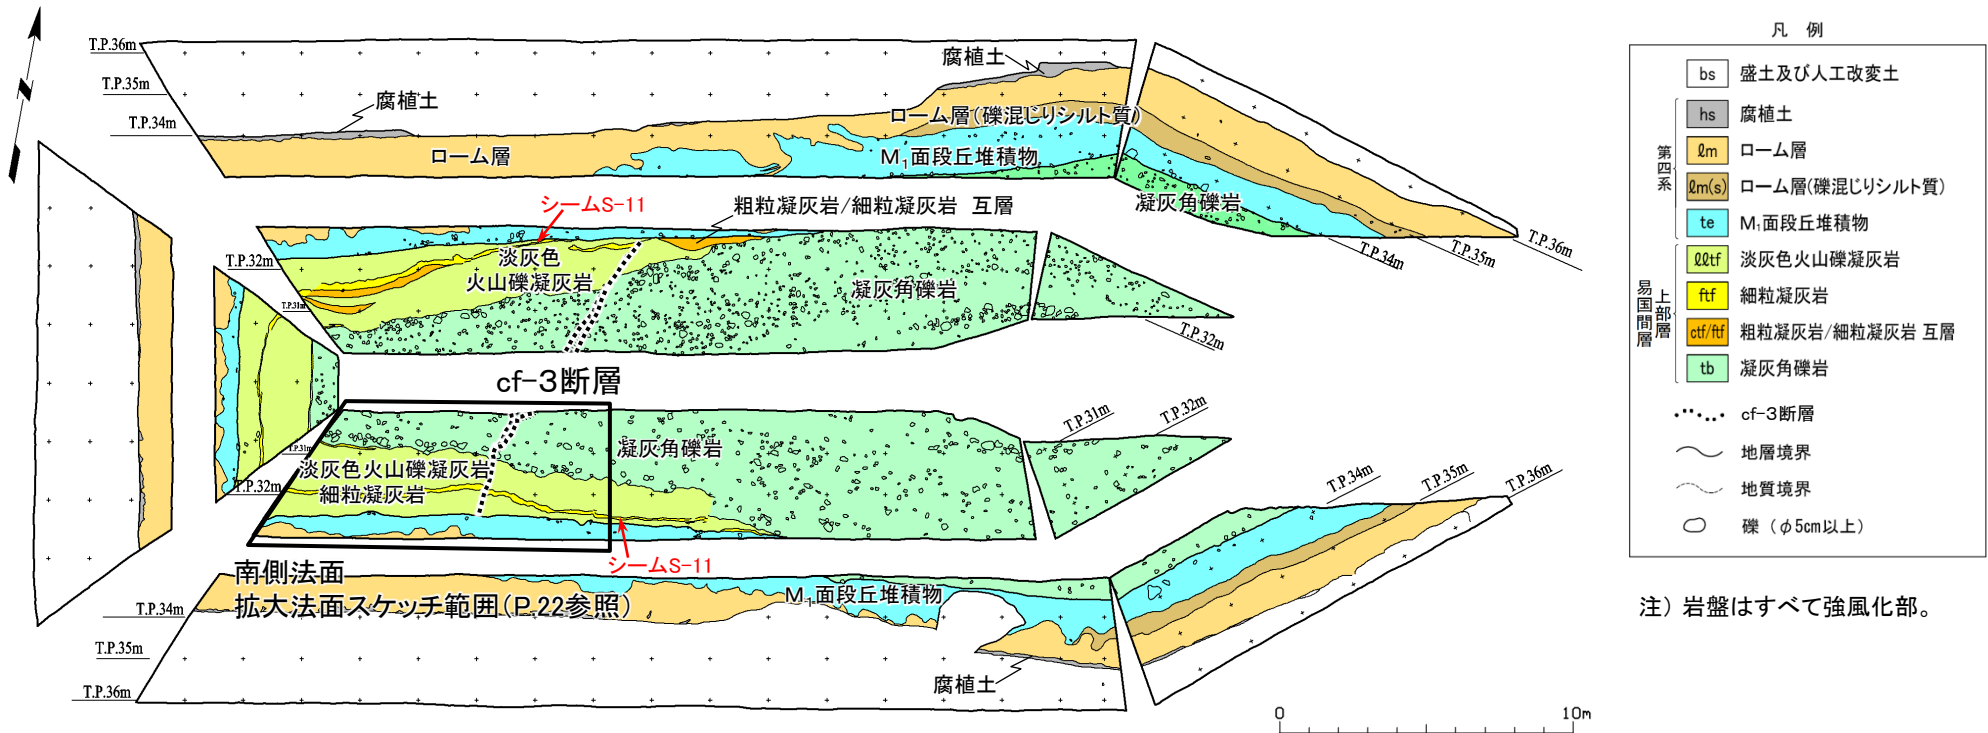 N
T.P.36m
T.P.35m
T.P.34m
腐植土
腐植土
ローム層(礫混じりシルト質)
ローム層
M₁面段丘堆積物
凝灰角礫岩
T.P.34m
T.P.35m
T.P.36m
シームS-11
粗粒凝灰岩/細粒凝灰岩 互層
T.P.32m
T.P.31m
淡灰色
火山礫凝灰岩
凝灰角礫岩
T.P.32m
cf-3断層
T.P.31m
T.P.32m
T.P.31m
T.P.32m
淡灰色火山礫凝灰岩
細粒凝灰岩
凝灰角礫岩
シームS-11
T.P.34m
T.P.35m
T.P.36m
南側法面
拡大法面スケッチ範囲(P.22参照)
M₁面段丘堆積物
T.P.34m
T.P.35m
T.P.36m
腐植土
0 10m
凡 例
bs 盛土及び人工改変土
第四系
hs 腐植土
ℓm ローム層
ℓm(s) ローム層(礫混じりシルト質)
te M₁面段丘堆積物
易国間層
上部層
ℓℓtf 淡灰色火山礫凝灰岩
ftf 細粒凝灰岩
ctf/ftf 粗粒凝灰岩/細粒凝灰岩 互層
tb 凝灰角礫岩
cf-3断層
地層境界
地質境界
礫 (φ5cm以上)
注) 岩盤はすべて強風化部。